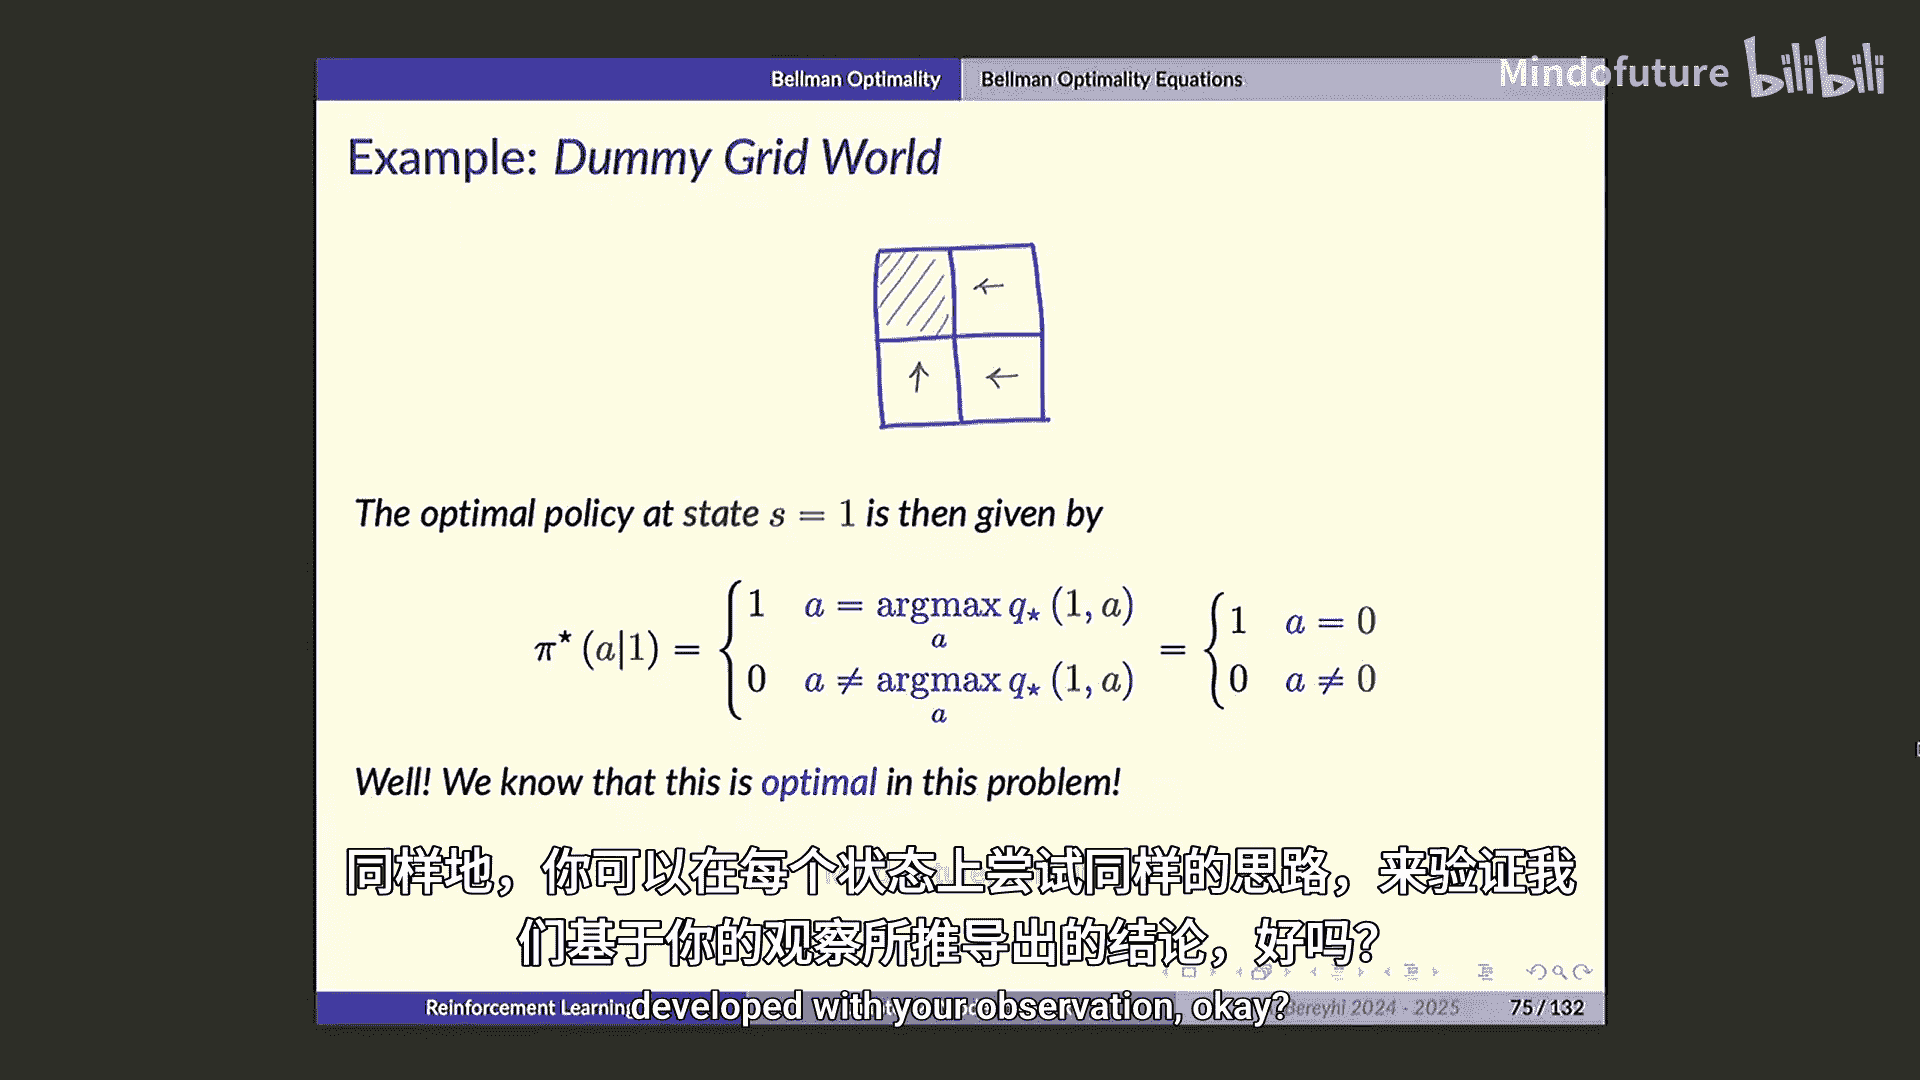 Mindofuture bilibili
Bellman Optimality Bellman Optimality Equations
Example: Dummy Grid World
The optimal policy at state s = 1 is then given by
π⋆ (a|1) = { 1 a = argmax_a q⋆ (1, a) = { 1 a = 0
0 a ≠ argmax_a q⋆ (1, a) 0 a ≠ 0
Well! We know that this is optimal in this problem!
同样地，你可以在每个状态上尝试同样的思路，来验证我
们基于你的观察所推导出的结论，好吗？
developed with your observation, okay?
Reinforcement Learning Bereyhi 2024 - 2025 75 / 132